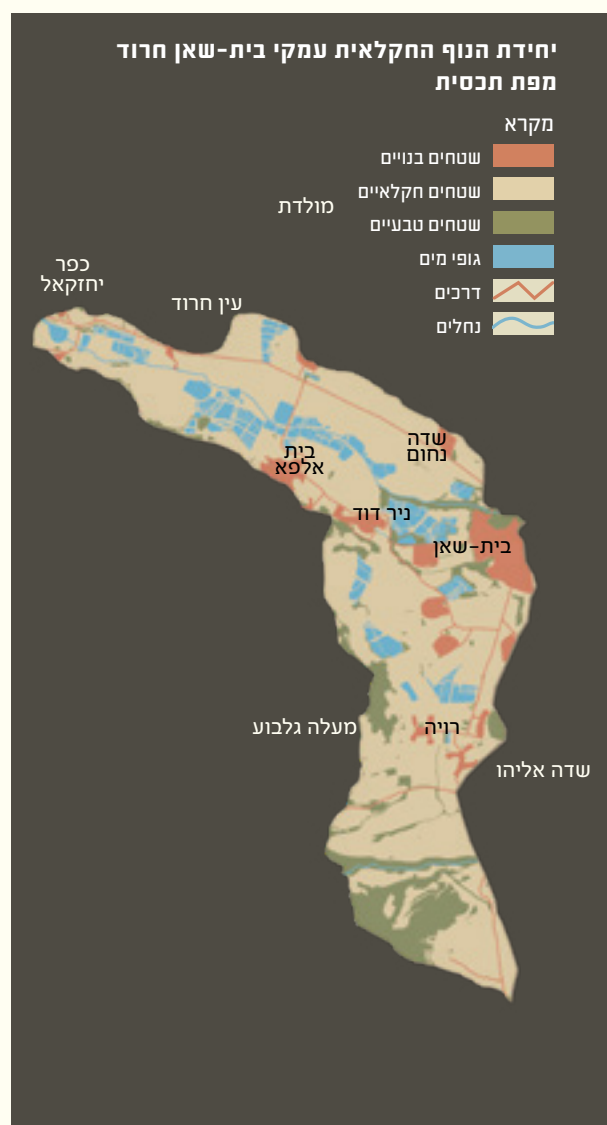 יחידת הנוף החקלאית עמקי בית-שאן חרוד
מפת תכסית
מקרא
שטחים בנויים
שטחים חקלאיים
שטחים טבעיים
גופי מים
דרכים
נחלים
מולדת
כפר
יחזקאל
עין חרוד
שדה
נחום
בית
אלפא
ניר דוד
בית-שאן
רויה
מעלה גלבוע
שדה אליהו